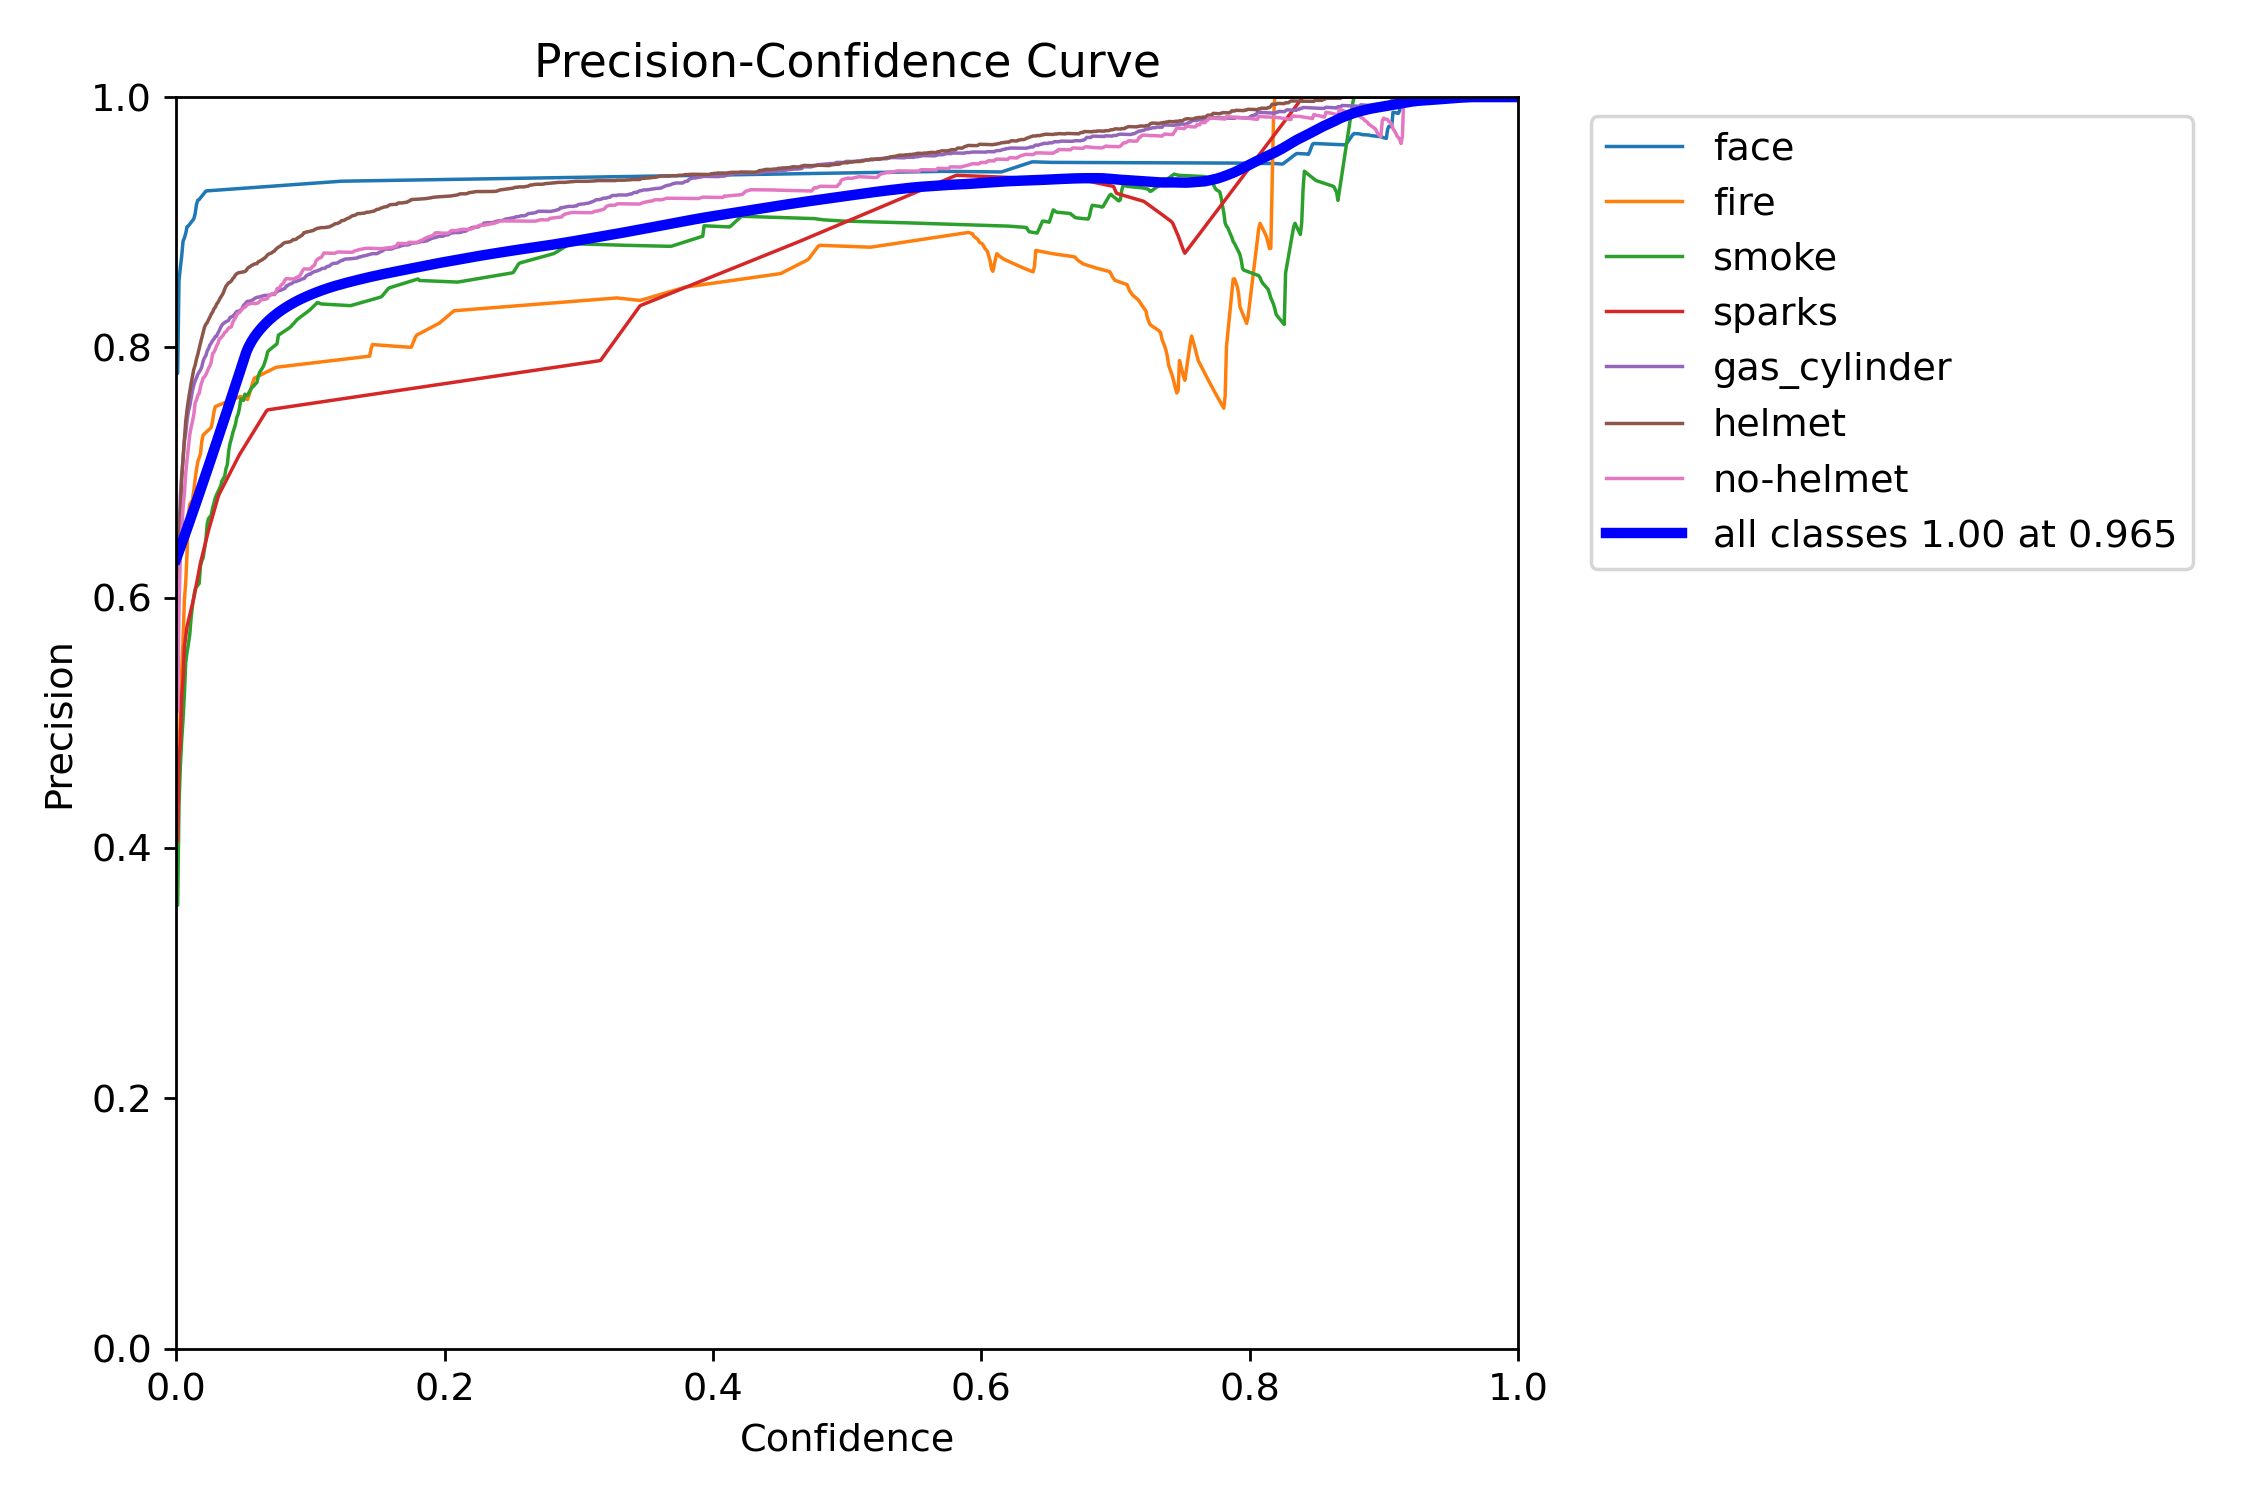 Precision-Confidence Curve
1.0
0.8
0.6
0.4
0.2
0.0
Precision
0.0 0.2 0.4 0.6 0.8 1.0
Confidence
face
fire
smoke
sparks
gas_cylinder
helmet
no-helmet
all classes 1.00 at 0.965